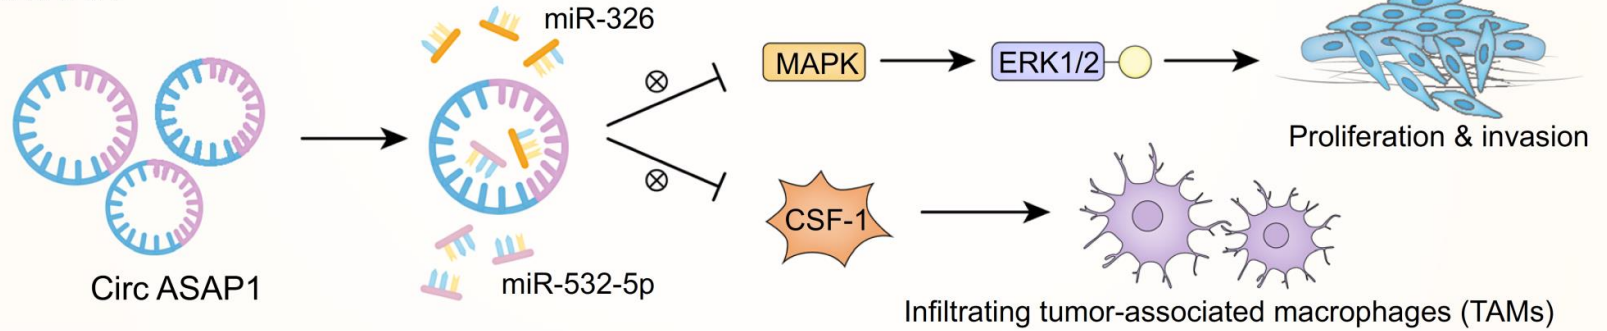 miR-326
MAPK
ERK1/2
Proliferation & invasion
Circ ASAP1
miR-532-5p
CSF-1
Infiltrating tumor-associated macrophages (TAMs)